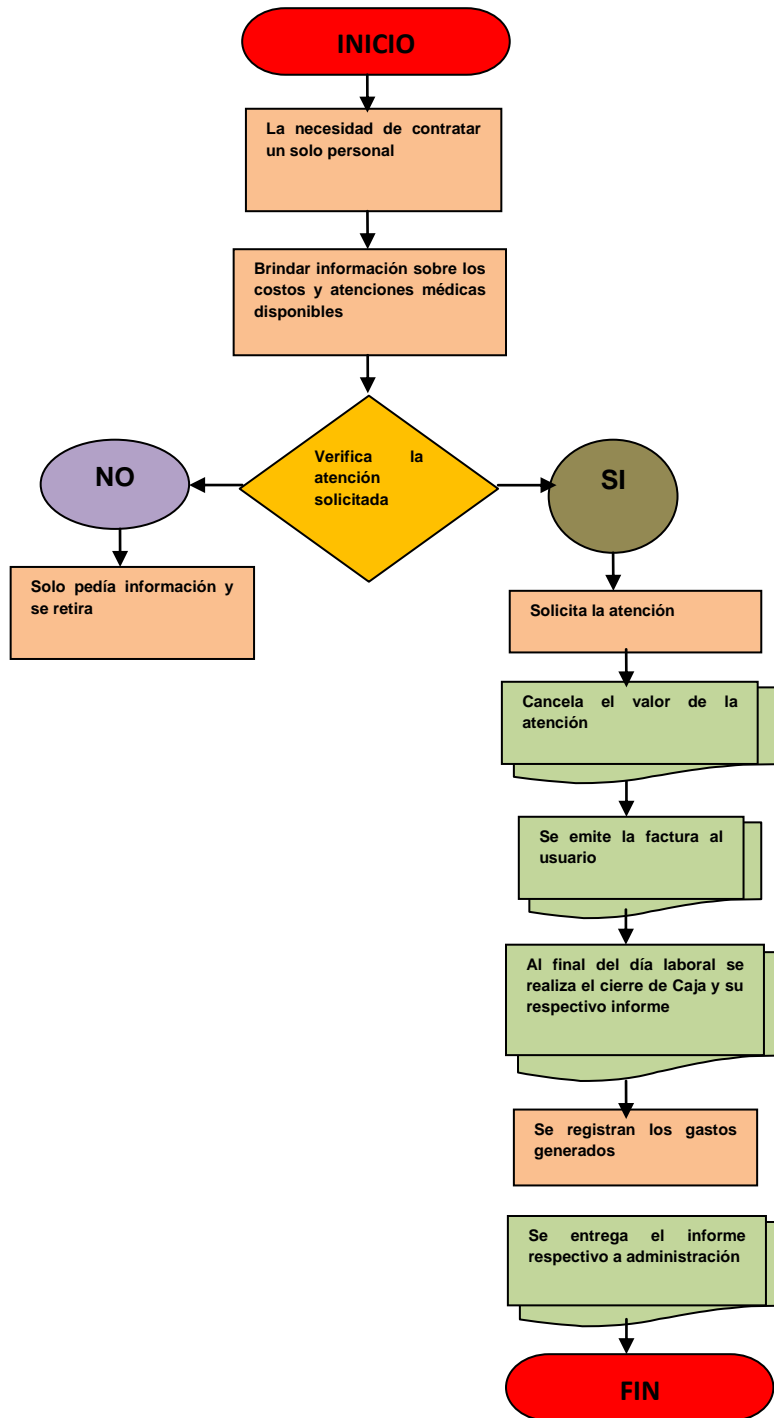 INICIO
La necesidad de contratar
un solo personal
Brindar información sobre los
costos y atenciones médicas
disponibles
Verifica la
atención
solicitada
NO
SI
Solo pedía información y
se retira
Solicita la atención
Cancela el valor de la
atención
Se emite la factura al
usuario
Al final del día laboral se
realiza el cierre de Caja y su
respectivo informe
Se registran los gastos
generados
Se entrega el informe
respectivo a administración
FIN